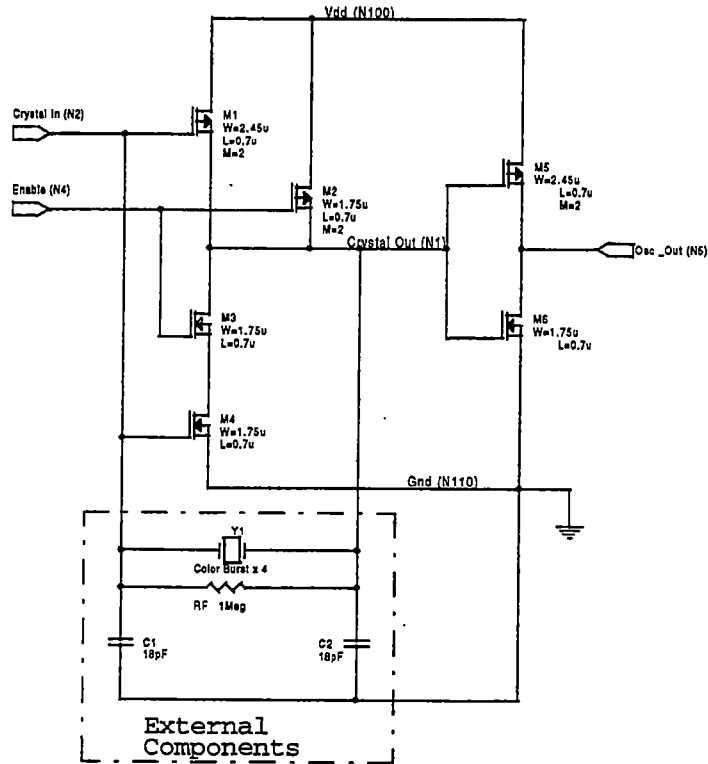 Vdd (N100)
Crystal In (N2)
M1
W=2.45u
L=0.7u
M=2
Enable (N4)
M2
W=1.75u
L=0.7u
M=2
M5
W=2.45u
L=0.7u
M=2
Crystal Out (N1)
Osc _Out (N5)
M3
W=1.75u
L=0.7u
M6
W=1.75u
L=0.7u
M4
W=1.75u
L=0.7u
Gnd (N110)
Y1
Color Burst x 4
RF 1Meg
C1
18pF
C2
18pF
External
Components